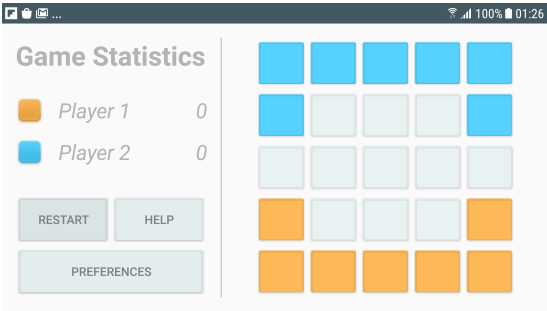 ... 100% 01:26
Game Statistics
Player 1 0
Player 2 0
RESTART HELP
PREFERENCES